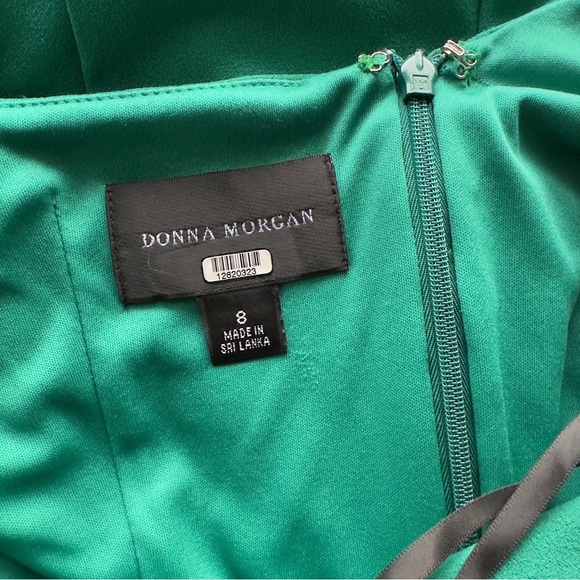 DONNA MORGAN
12620323
8
MADE IN
SRI LANKA